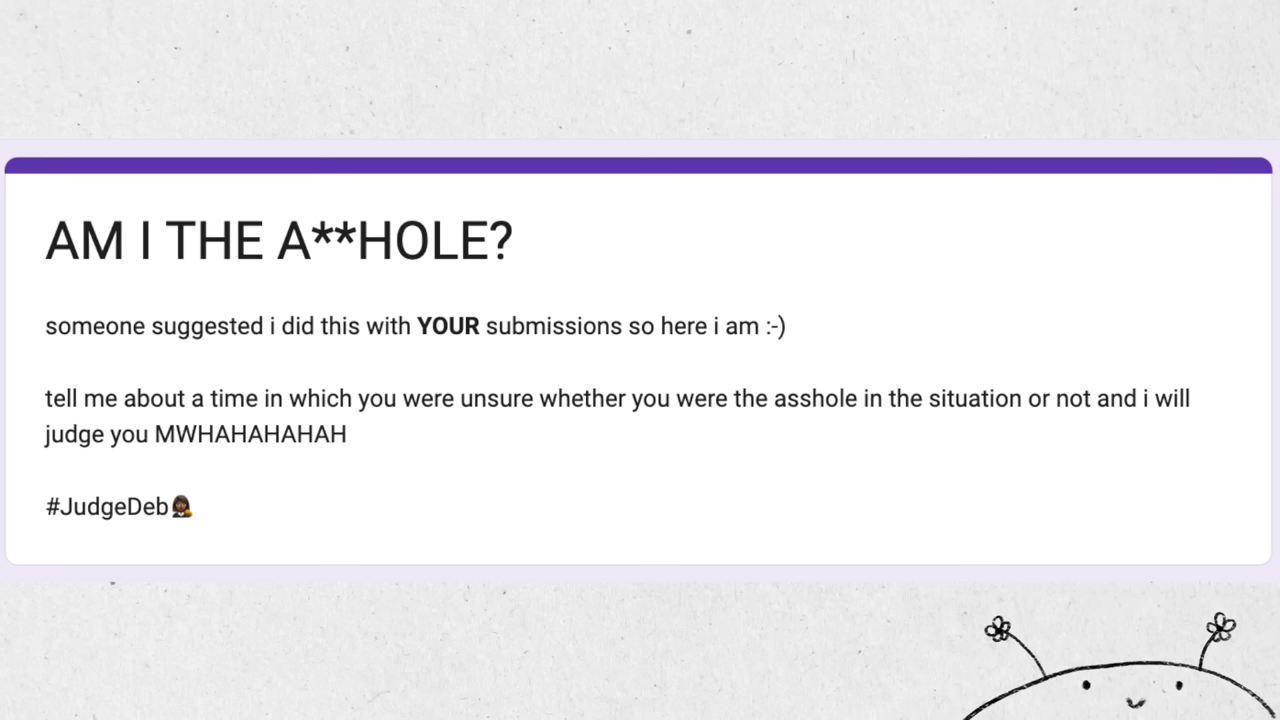 AM I THE A**HOLE?
someone suggested i did this with YOUR submissions so here i am :-)
tell me about a time in which you were unsure whether you were the asshole in the situation or not and i will
judge you MWHAHAHAHAH
#JudgeDeb👩🏾‍⚖️